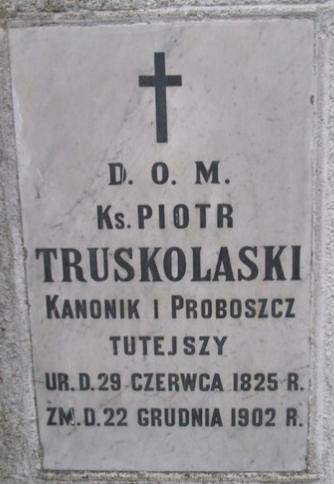 D. O. M.
Ks. PIOTR
TRUSKOLASKI
KANONIK I PROBOSZCZ
TUTEJSZY
UR. D. 29 CZERWCA 1825 R.
ZM. D. 22 GRUDNIA 1902 R.